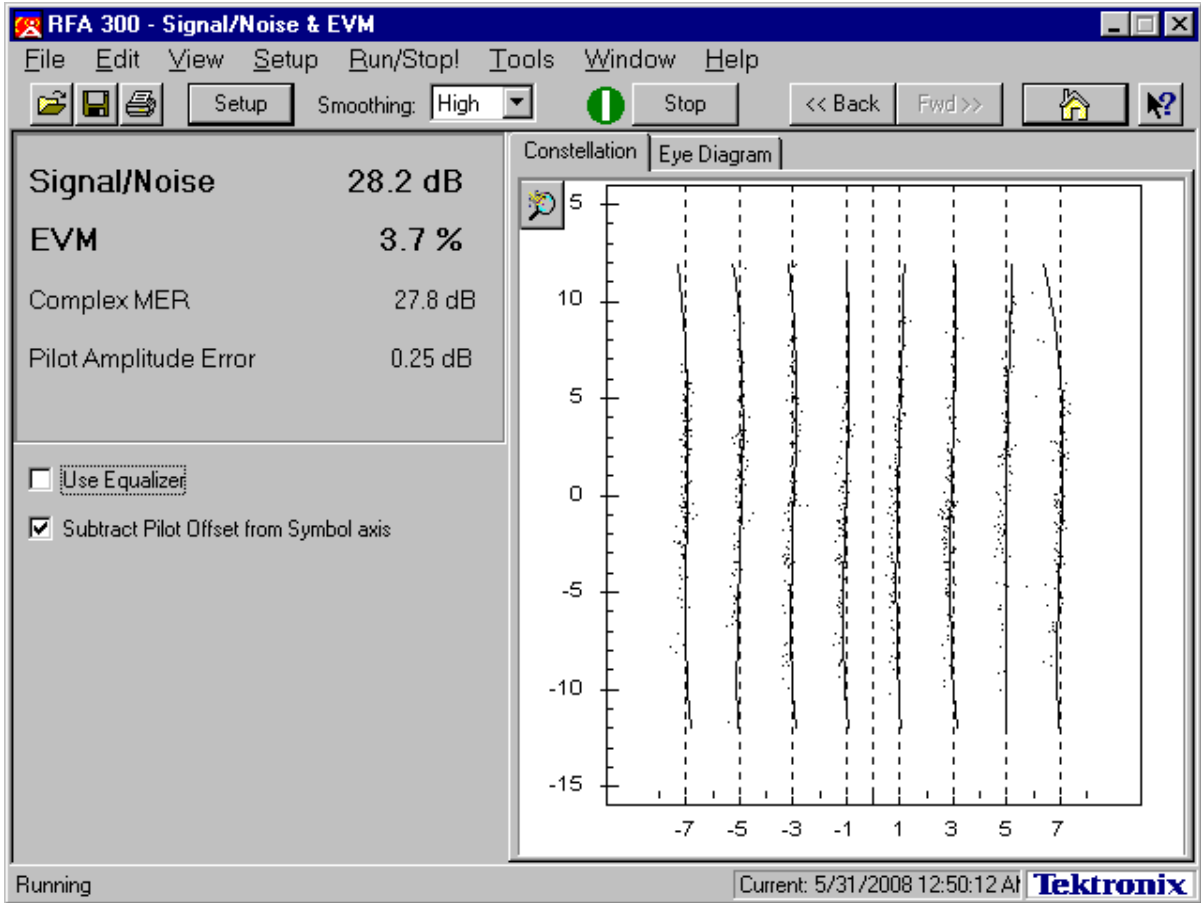 RFA 300 - Signal/Noise & EVM
File Edit View Setup Run/Stop! Tools Window Help
Setup Smoothing: High Stop << Back Fwd >>
Signal/Noise 28.2 dB
EVM 3.7 %
Complex MER 27.8 dB
Pilot Amplitude Error 0.25 dB
Use Equalizer
Subtract Pilot Offset from Symbol axis
Constellation Eye Diagram
5
10
5
0
-5
-10
-15
-7 -5 -3 -1 1 3 5 7
Running Current: 5/31/2008 12:50:12 AM Tektronix